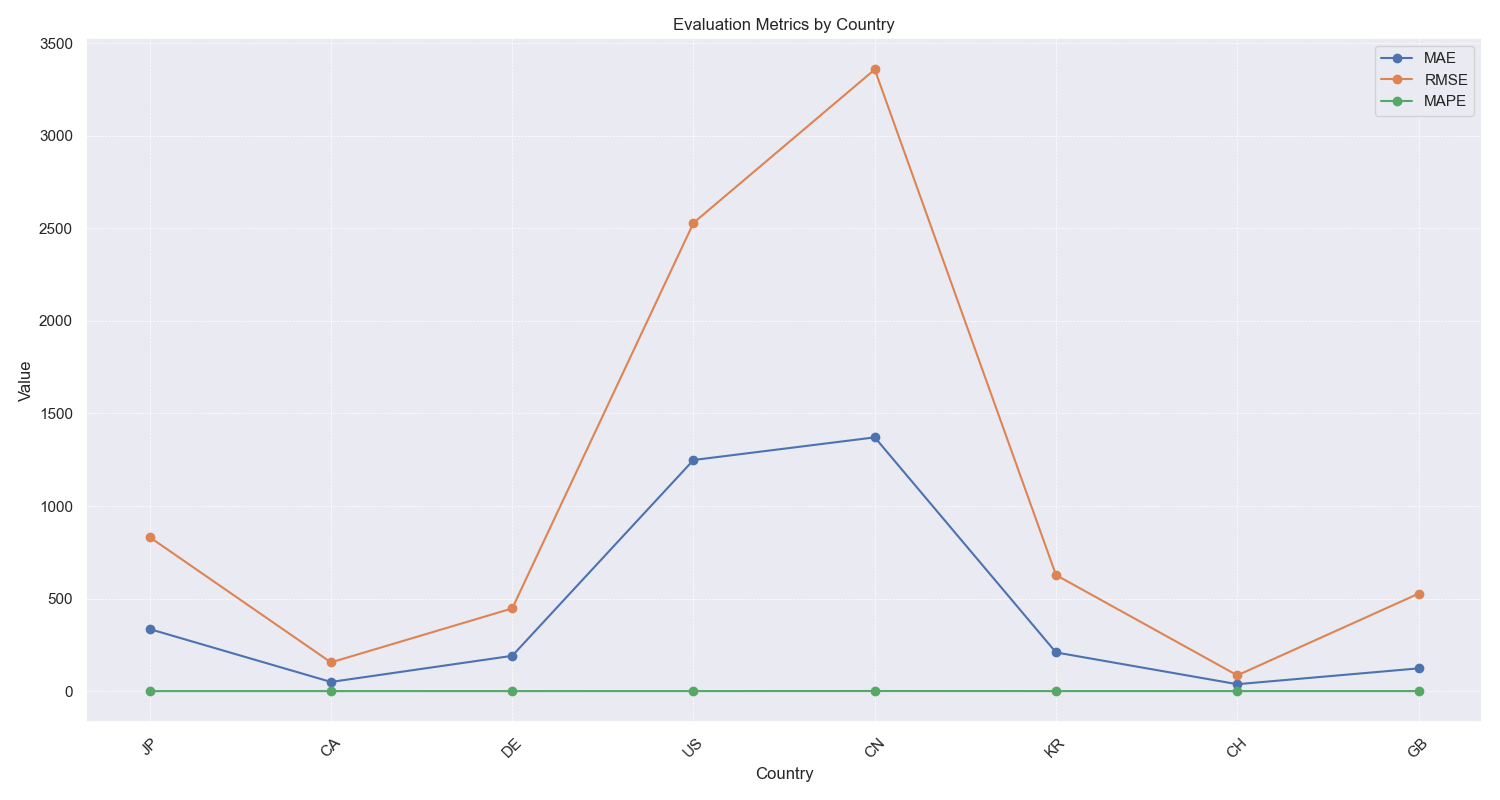 Evaluation Metrics by Country
3500
3000
2500
2000
1500
1000
500
0
Value
MAE
RMSE
MAPE
JP
CA
DE
US
CN
KR
CH
GB
Country